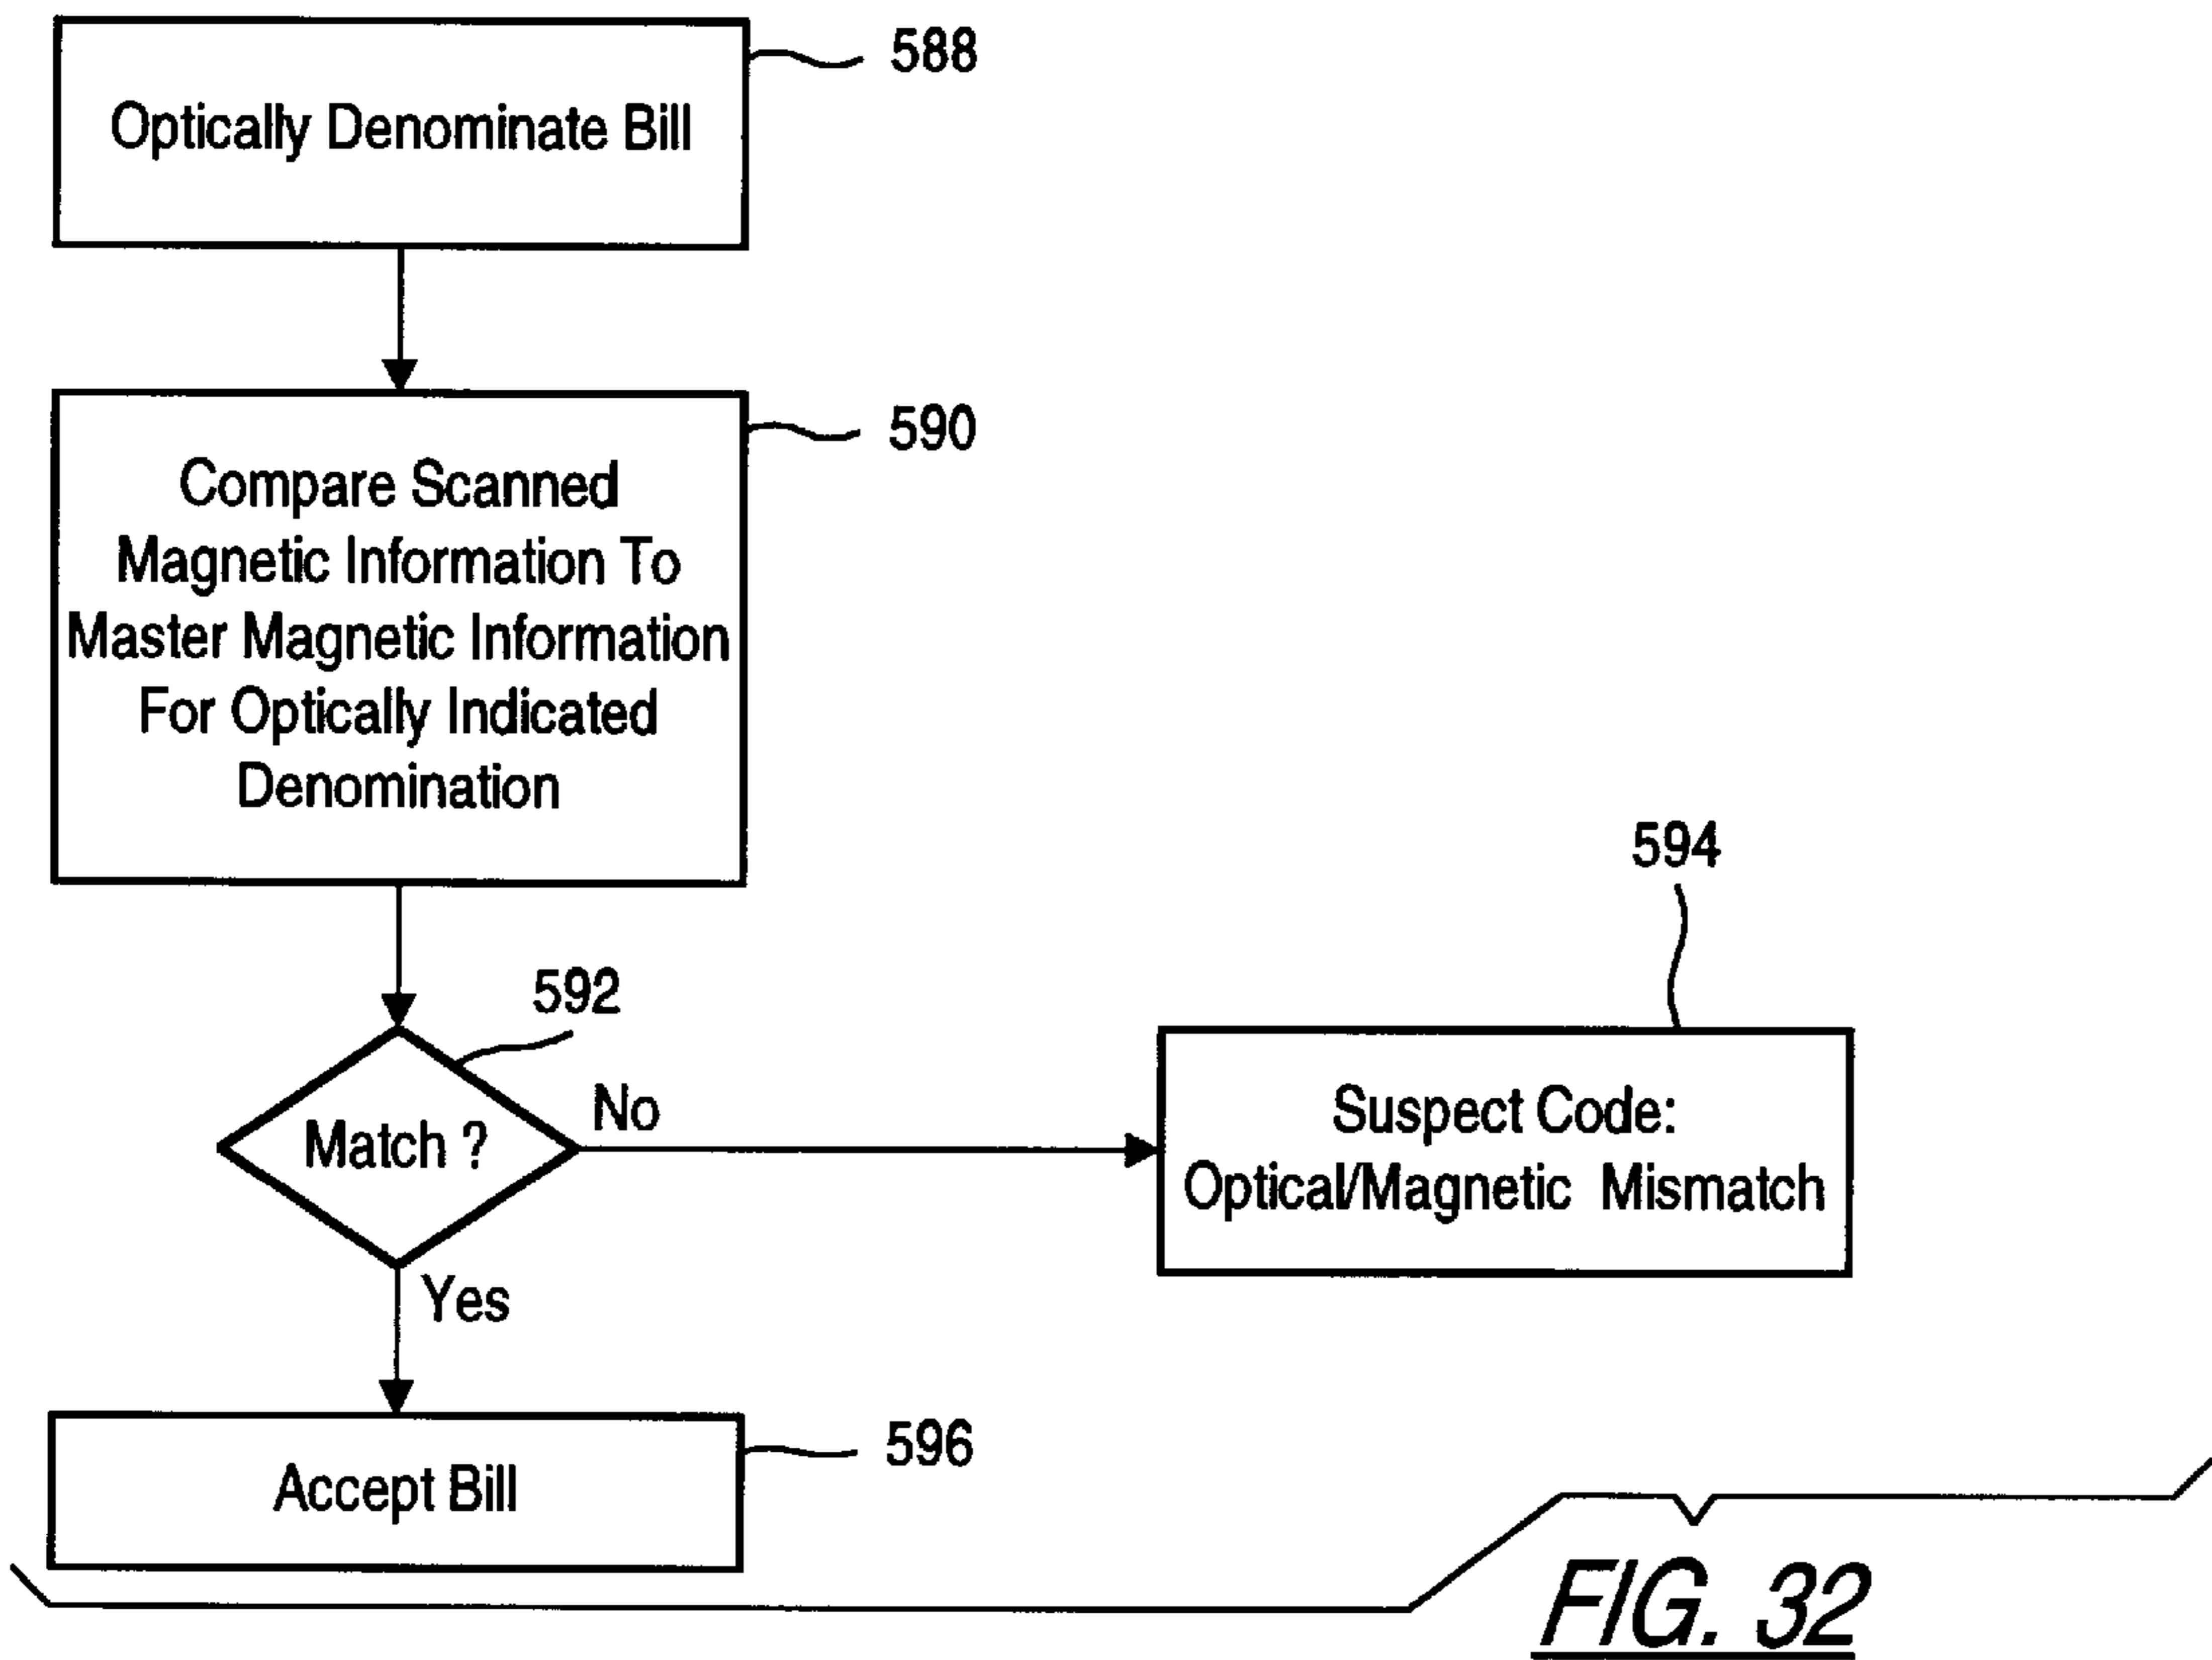 588
Optically Denominate Bill
590
Compare Scanned
Magnetic Information To
Master Magnetic Information
For Optically Indicated
Denomination
594
592
No
Match ?
Suspect Code:
Optical/Magnetic Mismatch
Yes
596
Accept Bill
FIG. 32